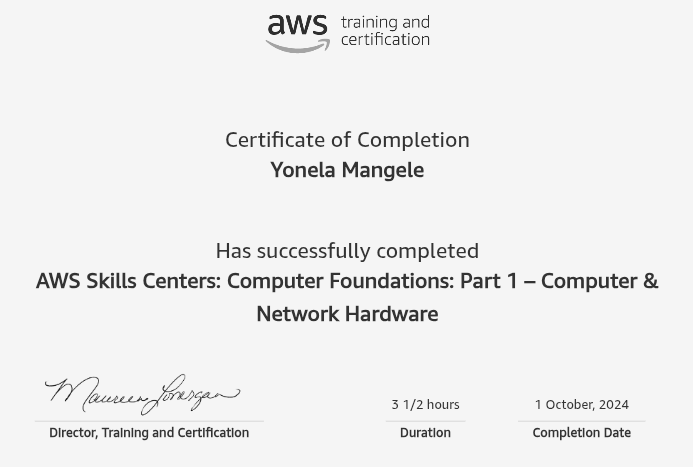 aws training and
certification
Certificate of Completion
Yonela Mangele
Has successfully completed
AWS Skills Centers: Computer Foundations: Part 1 – Computer &
Network Hardware
Maureen Lonergan
3 1/2 hours
1 October, 2024
Director, Training and Certification
Duration
Completion Date